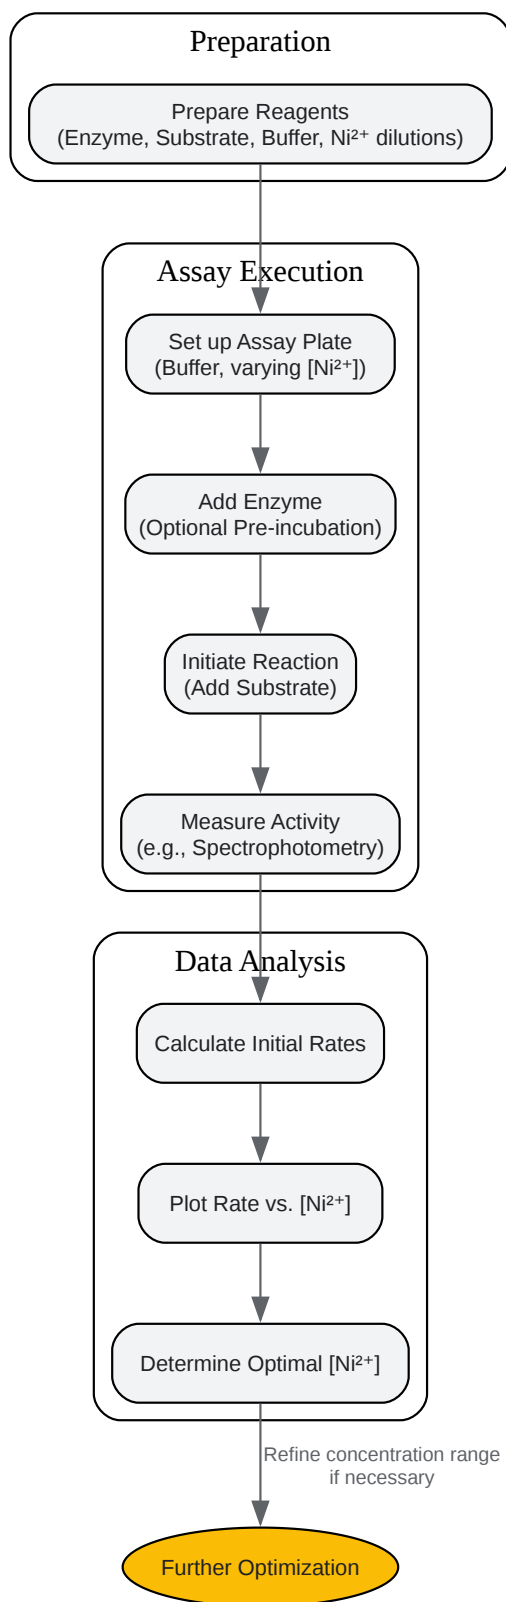 Preparation
Prepare Reagents
(Enzyme, Substrate, Buffer, Ni²⁺ dilutions)
Assay Execution
Set up Assay Plate
(Buffer, varying [Ni²⁺])
Add Enzyme
(Optional Pre-incubation)
Initiate Reaction
(Add Substrate)
Measure Activity
(e.g., Spectrophotometry)
Data Analysis
Calculate Initial Rates
Plot Rate vs. [Ni²⁺]
Determine Optimal [Ni²⁺]
Refine concentration range
if necessary
Further Optimization